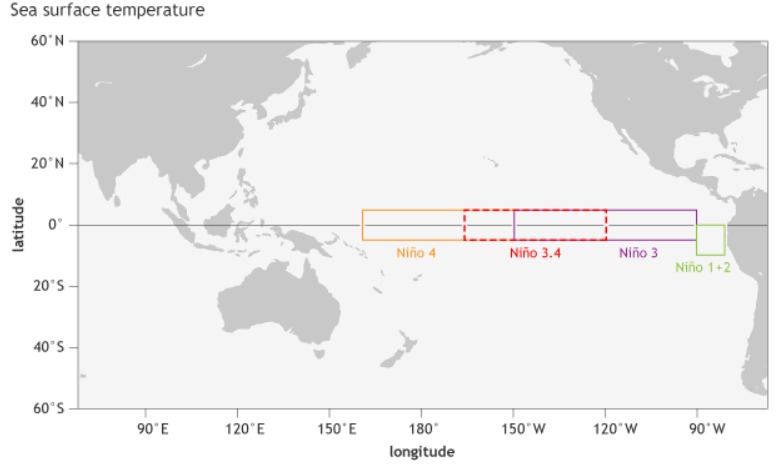 Sea surface temperature
60°N
40°N
20°N
0°
20°S
40°S
60°S
latitude
Niño 4
Niño 3.4
Niño 3
Niño 1+2
90°E
120°E
150°E
180°
150°W
120°W
90°W
longitude